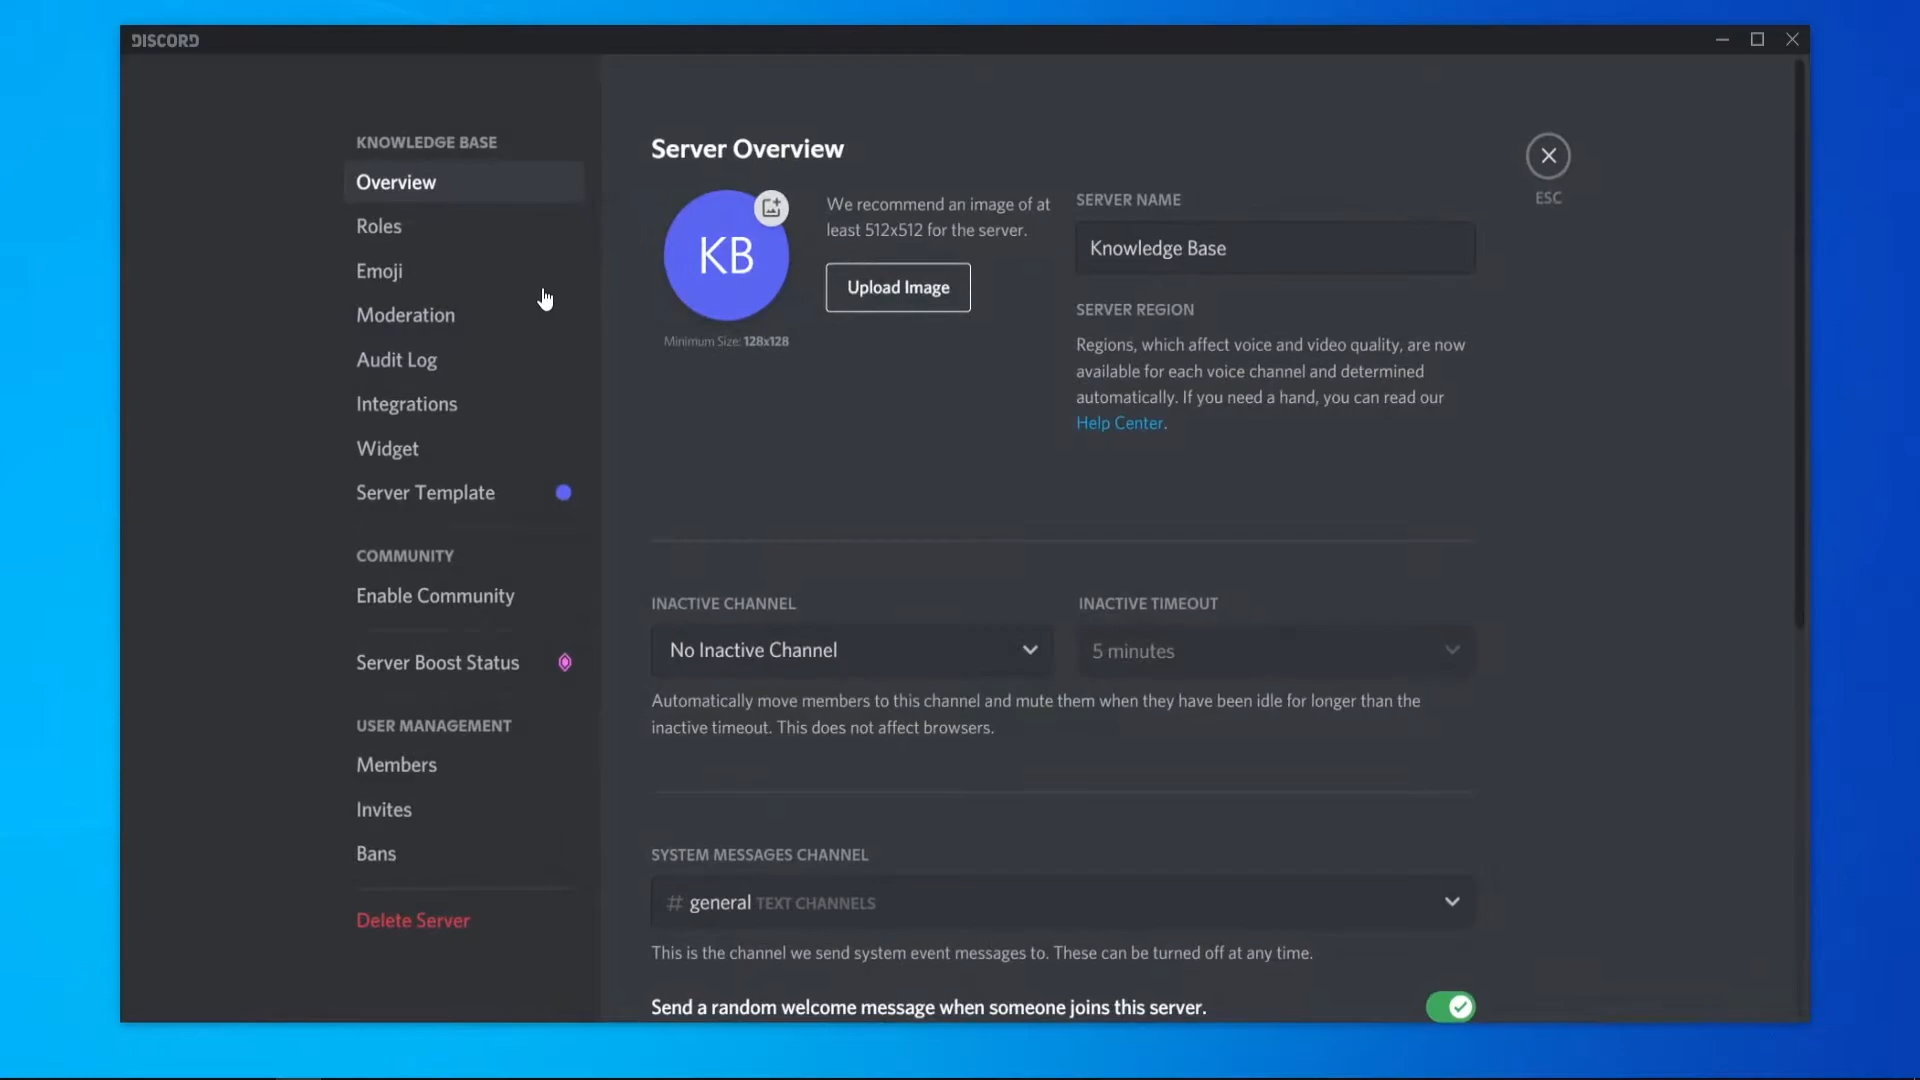 DISCORD
KNOWLEDGE BASE
Overview
Roles
Emoji
Moderation
Audit Log
Integrations
Widget
Server Template
COMMUNITY
Enable Community
Server Boost Status
USER MANAGEMENT
Members
Invites
Bans
Delete Server
Server Overview
KB
Minimum Size: 128x128
We recommend an image of at
least 512x512 for the server.
Upload Image
SERVER NAME
Knowledge Base
SERVER REGION
Regions, which affect voice and video quality, are now
available for each voice channel and determined
automatically. If you need a hand, you can read our
Help Center.
ESC
INACTIVE CHANNEL
No Inactive Channel
INACTIVE TIMEOUT
5 minutes
Automatically move members to this channel and mute them when they have been idle for longer than the
inactive timeout. This does not affect browsers.
SYSTEM MESSAGES CHANNEL
# general TEXT CHANNELS
This is the channel we send system event messages to. These can be turned off at any time.
Send a random welcome message when someone joins this server.